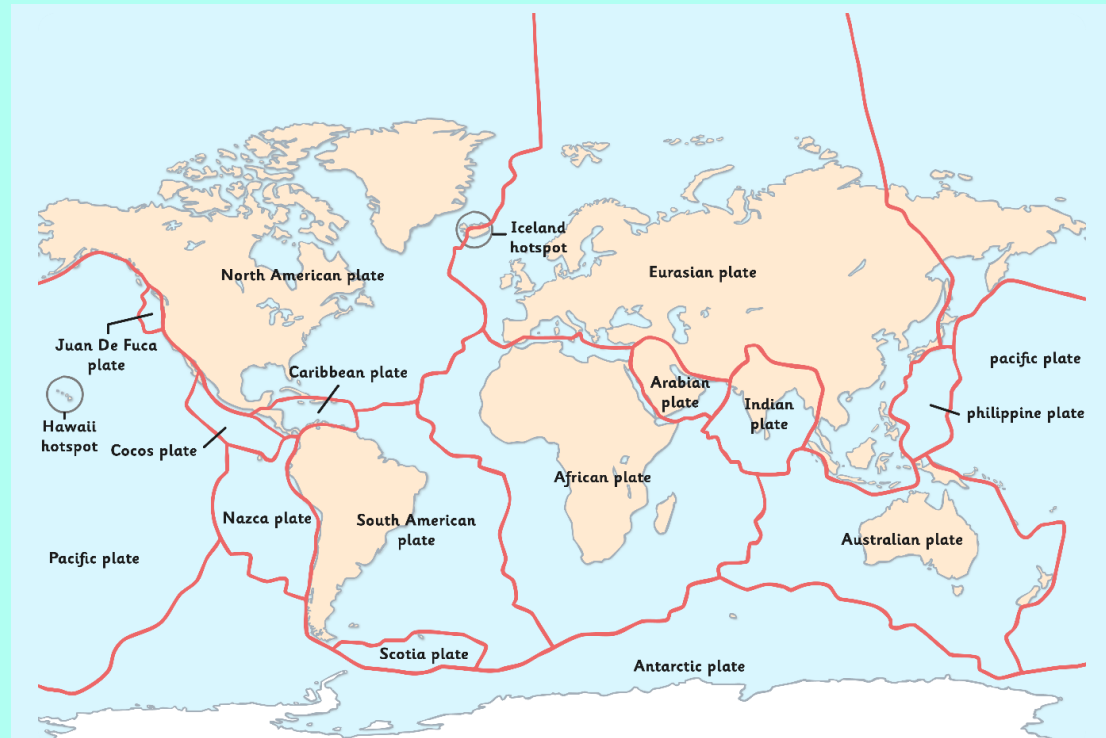 Iceland
hotspot
North American plate
Eurasian plate
Juan De Fuca
plate
Caribbean plate
pacific plate
Arabian
plate
Indian
plate
philippine plate
Hawaii
hotspot
Cocos plate
African plate
Nazca plate
South American
plate
Australian plate
Pacific plate
Scotia plate
Antarctic plate